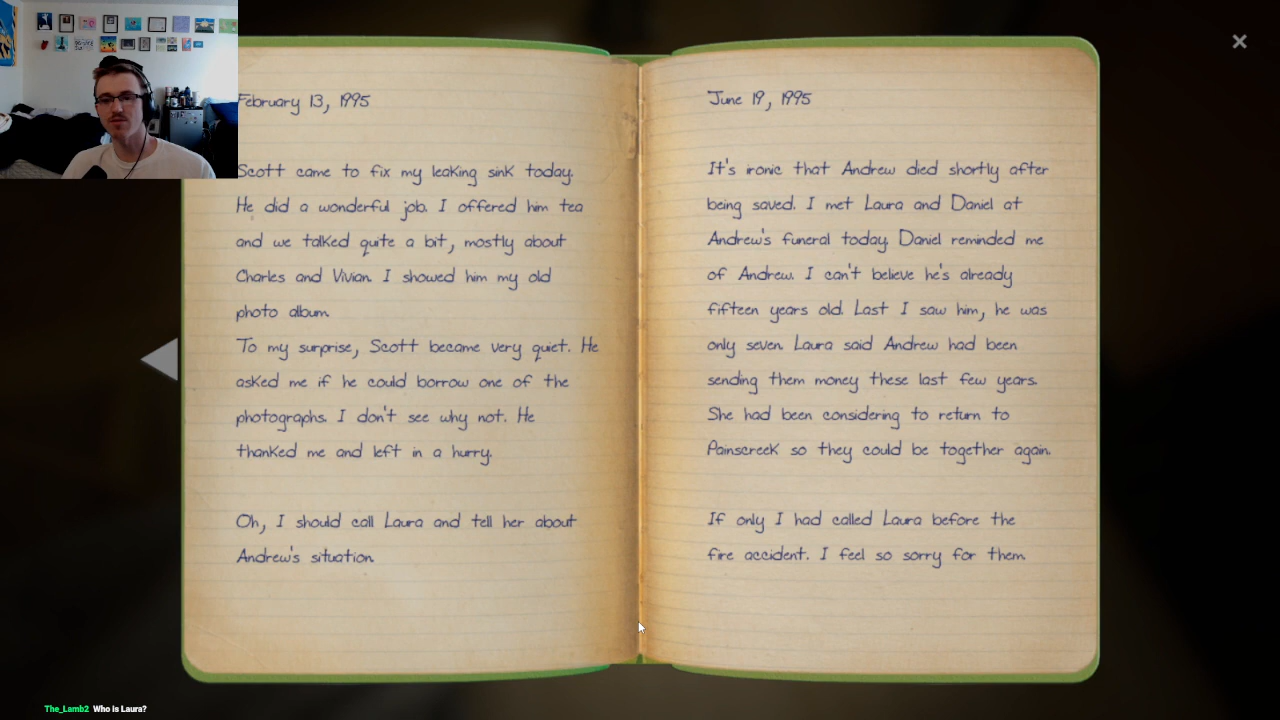 February 13, 1995
Scott came to fix my leaking sink today.
He did a wonderful job. I offered him tea
and we talked quite a bit, mostly about
Charles and Vivian. I showed him my old
photo album.
To my surprise, Scott became very quiet. He
asked me if he could borrow one of the
photographs. I don't see why not. He
thanked me and left in a hurry.
Oh, I should call Laura and tell her about
Andrew's situation.
June 19, 1995
It's ironic that Andrew died shortly after
being saved. I met Laura and Daniel at
Andrew's funeral today. Daniel reminded me
of Andrew. I can't believe he's already
fifteen years old. Last I saw him, he was
only seven. Laura said Andrew had been
sending them money these last few years.
She had been considering to return to
Painscreek so they could be together again.
If only I had called Laura before the
fire accident. I feel so sorry for them.
The_Lamb2 Who is Laura?